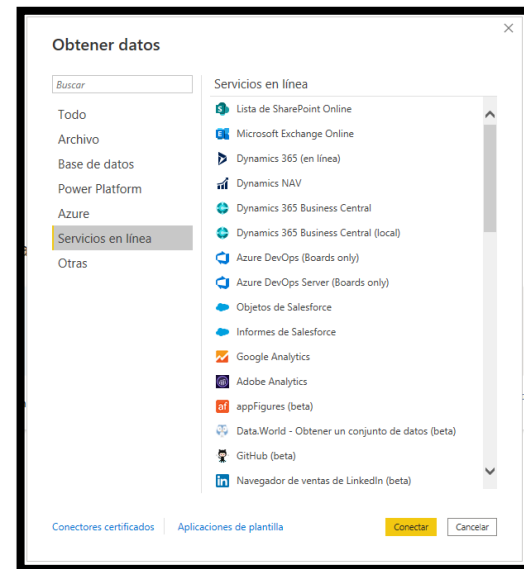 Obtener datos
Buscar
Todo
Archivo
Base de datos
Power Platform
Azure
Servicios en línea
Otras
Servicios en línea
Lista de SharePoint Online
Microsoft Exchange Online
Dynamics 365 (en línea)
Dynamics NAV
Dynamics 365 Business Central
Dynamics 365 Business Central (local)
Azure DevOps (Boards only)
Azure DevOps Server (Boards only)
Objetos de Salesforce
Informes de Salesforce
Google Analytics
Adobe Analytics
appFigures (beta)
Data.World - Obtener un conjunto de datos (beta)
GitHub (beta)
Navegador de ventas de LinkedIn (beta)
Conectores certificados Aplicaciones de plantilla Conectar Cancelar